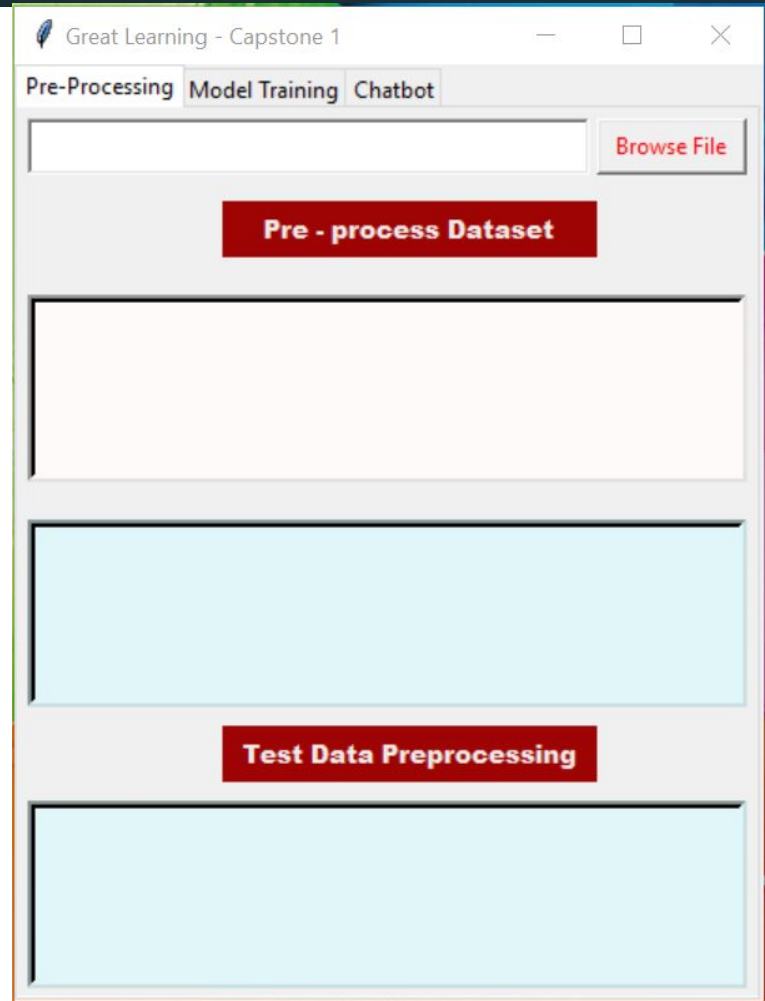 Great Learning - Capstone 1
Pre-Processing Model Training Chatbot
Browse File
Pre - process Dataset
Test Data Preprocessing